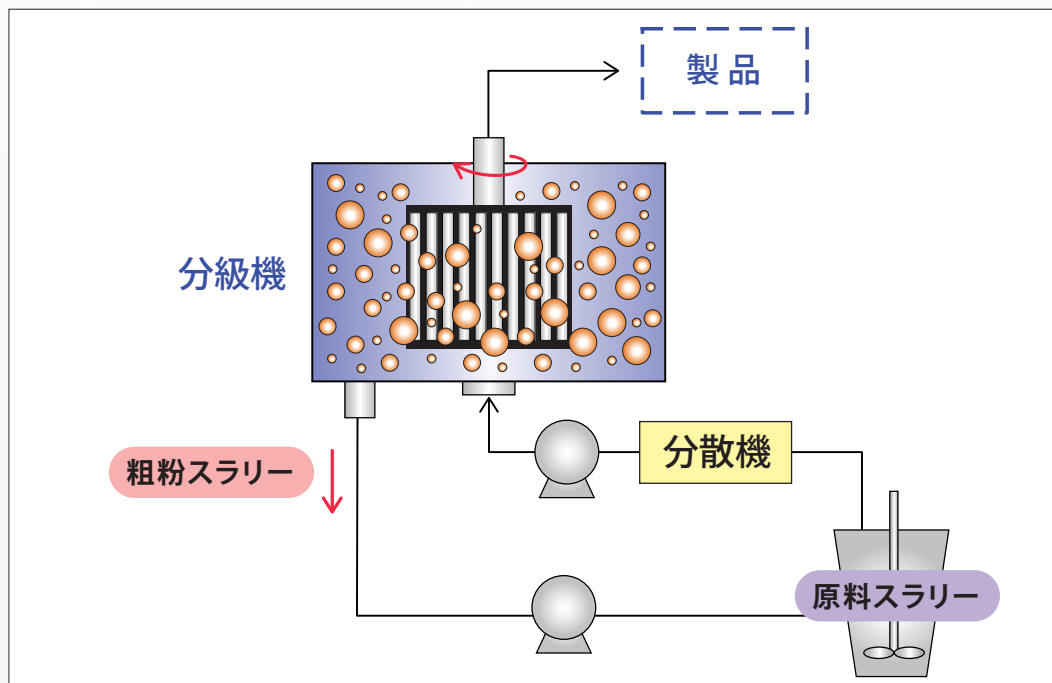 製品
分級機
分散機
粗粉スラリー
原料スラリー